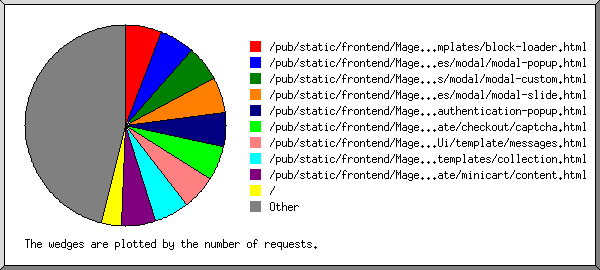 /pub/static/frontend/Mage...mplates/block-loader.html
/pub/static/frontend/Mage...es/modal/modal-popup.html
/pub/static/frontend/Mage...s/modal/modal-custom.html
/pub/static/frontend/Mage...es/modal/modal-slide.html
/pub/static/frontend/Mage...authentication-popup.html
/pub/static/frontend/Mage...ate/checkout/captcha.html
/pub/static/frontend/Mage...Ui/template/messages.html
/pub/static/frontend/Mage...templates/collection.html
/pub/static/frontend/Mage...ate/minicart/content.html
/
Other
The wedges are plotted by the number of requests.